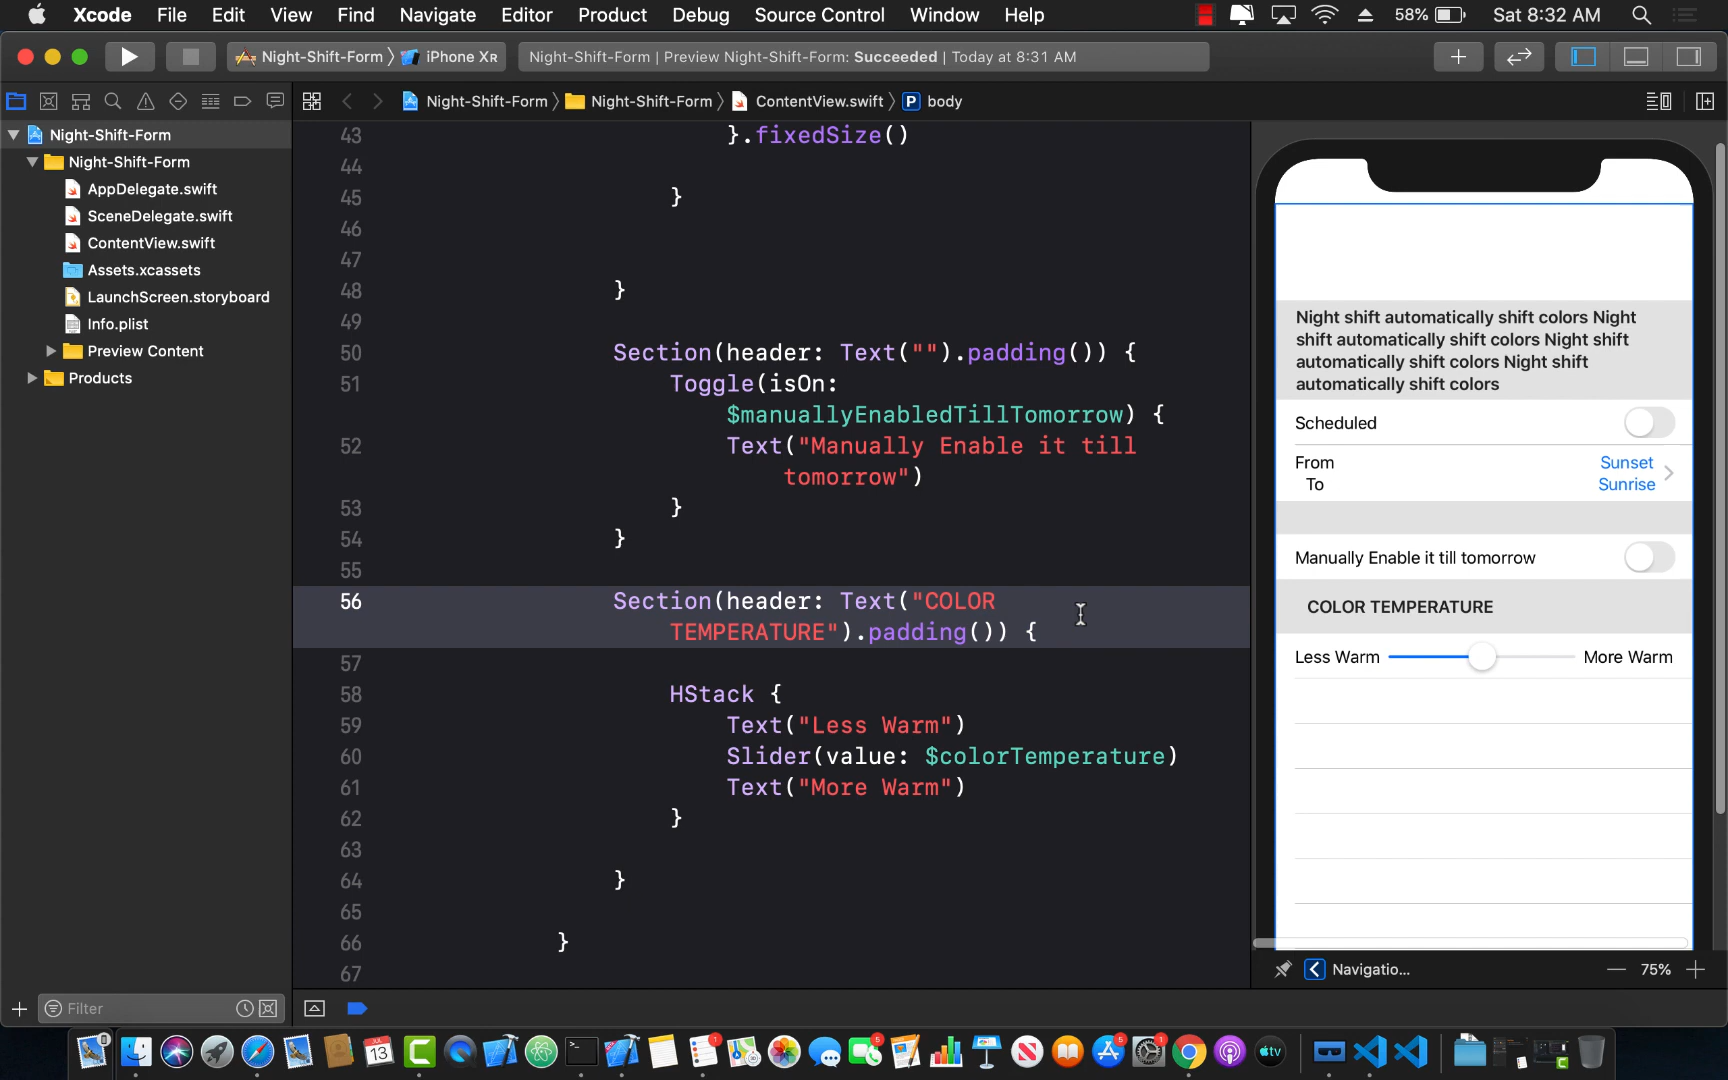 Xcode File Edit View Find Navigate Editor Product Debug Source Control Window Help 58% Sat 8:32 AM
Night-Shift-Form iPhone XR Night-Shift-Form | Preview Night-Shift-Form: Succeeded | Today at 8:31 AM
Night-Shift-Form Night-Shift-Form ContentView.swift P body
Night-Shift-Form
Night-Shift-Form
AppDelegate.swift
SceneDelegate.swift
ContentView.swift
Assets.xcassets
LaunchScreen.storyboard
Info.plist
Preview Content
Products
Filter
43 }.fixedSize()
44
45 }
46
47
48 }
49
50 Section(header: Text("").padding()) {
51 Toggle(isOn:
$manuallyEnabledTillTomorrow) {
52 Text("Manually Enable it till
tomorrow")
53 }
54 }
55
56 Section(header: Text("COLOR
TEMPERATURE").padding()) {
57
58 HStack {
59 Text("Less Warm")
60 Slider(value: $colorTemperature)
61 Text("More Warm")
62 }
63
64 }
65
66 }
67
Night shift automatically shift colors Night
shift automatically shift colors Night shift
automatically shift colors Night shift
automatically shift colors
Scheduled
From Sunset
To Sunrise
Manually Enable it till tomorrow
COLOR TEMPERATURE
Less Warm More Warm
Navigatio... 75%
JUL
13
1
5
5
1
tv